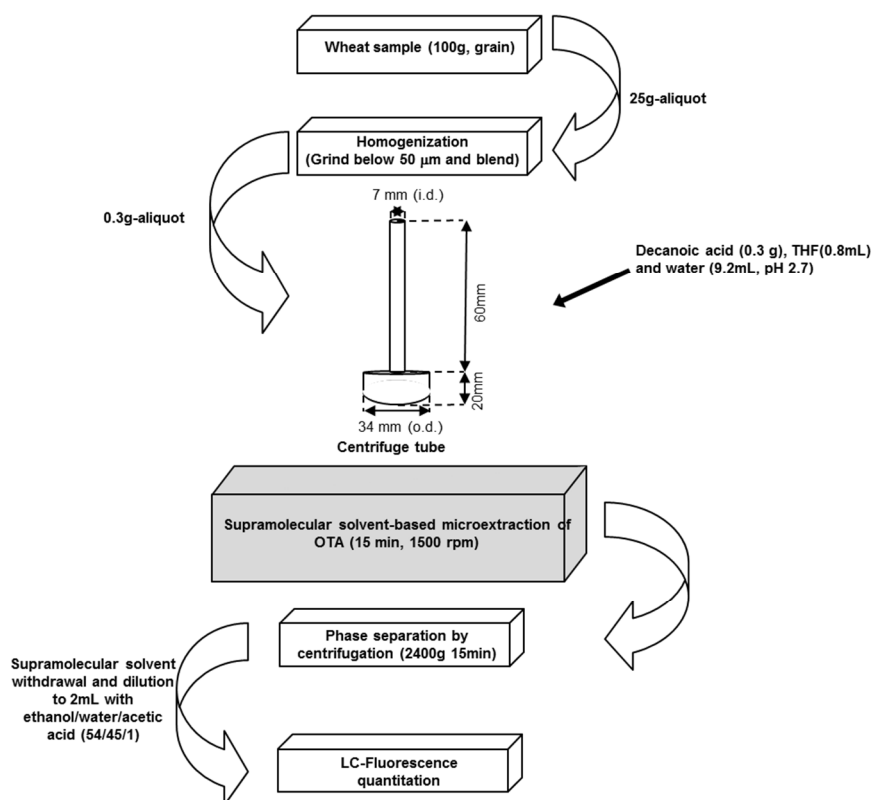 Wheat sample (100g, grain)
25g-aliquot
Homogenization
(Grind below 50 µm and blend)
0.3g-aliquot
7 mm (i.d.)
Decanoic acid (0.3 g), THF(0.8mL)
and water (9.2mL, pH 2.7)
60mm
20mm
34 mm (o.d.)
Centrifuge tube
Supramolecular solvent-based microextraction of
OTA (15 min, 1500 rpm)
Phase separation by
centrifugation (2400g 15min)
Supramolecular solvent
withdrawal and dilution
to 2mL with
ethanol/water/acetic
acid (54/45/1)
LC-Fluorescence
quantitation